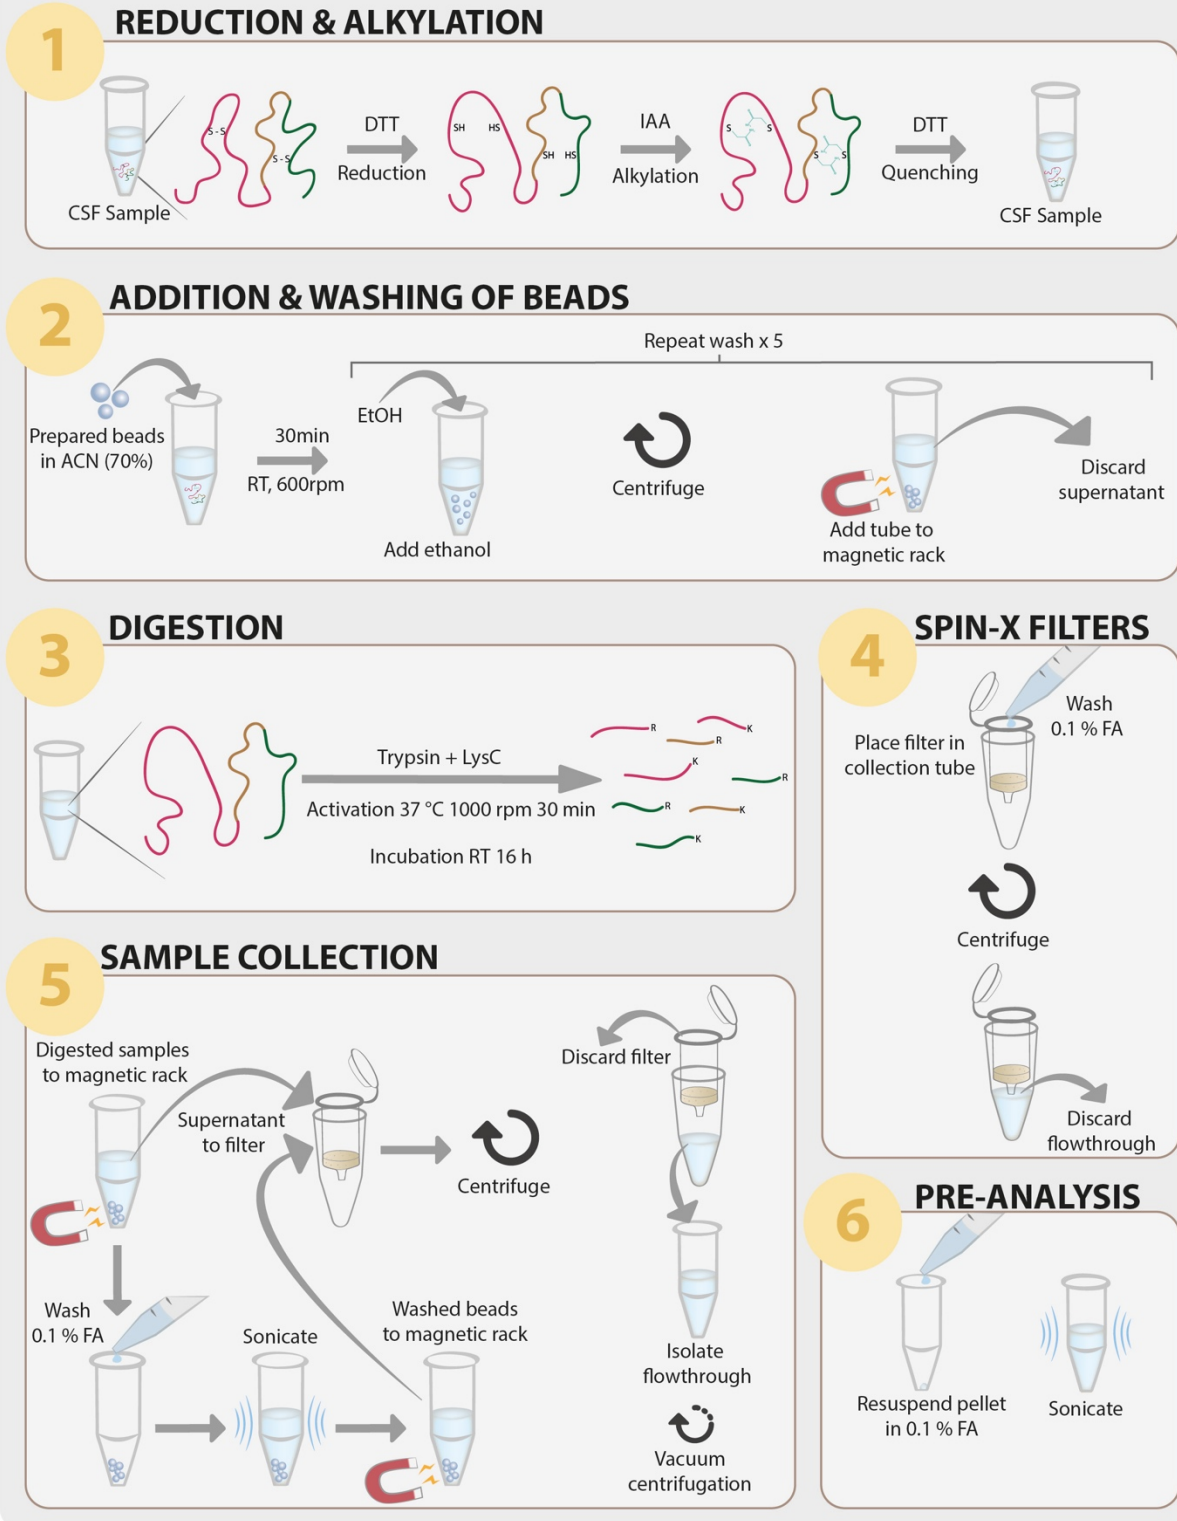 1
REDUCTION & ALKYLATION
S - S
S - S
CSF Sample
DTT
Reduction
SH
HS
SH
HS
IAA
Alkylation
S
S
S
S
DTT
Quenching
CSF Sample
2
ADDITION & WASHING OF BEADS
Repeat wash x 5
Prepared beads
in ACN (70%)
30min
RT, 600rpm
EtOH
Add ethanol
Centrifuge
Add tube to
magnetic rack
Discard
supernatant
3
DIGESTION
Trypsin + LysC
Activation 37 °C 1000 rpm 30 min
Incubation RT 16 h
R
K
R
K
R
R
K
K
4
SPIN-X FILTERS
Wash
0.1 % FA
Place filter in
collection tube
Centrifuge
Discard
flowthrough
5
SAMPLE COLLECTION
Digested samples
to magnetic rack
Supernatant
to filter
Centrifuge
Wash
0.1 % FA
Sonicate
Washed beads
to magnetic rack
Discard filter
Isolate
flowthrough
Vacuum
centrifugation
6
PRE-ANALYSIS
Resuspend pellet
in 0.1 % FA
Sonicate